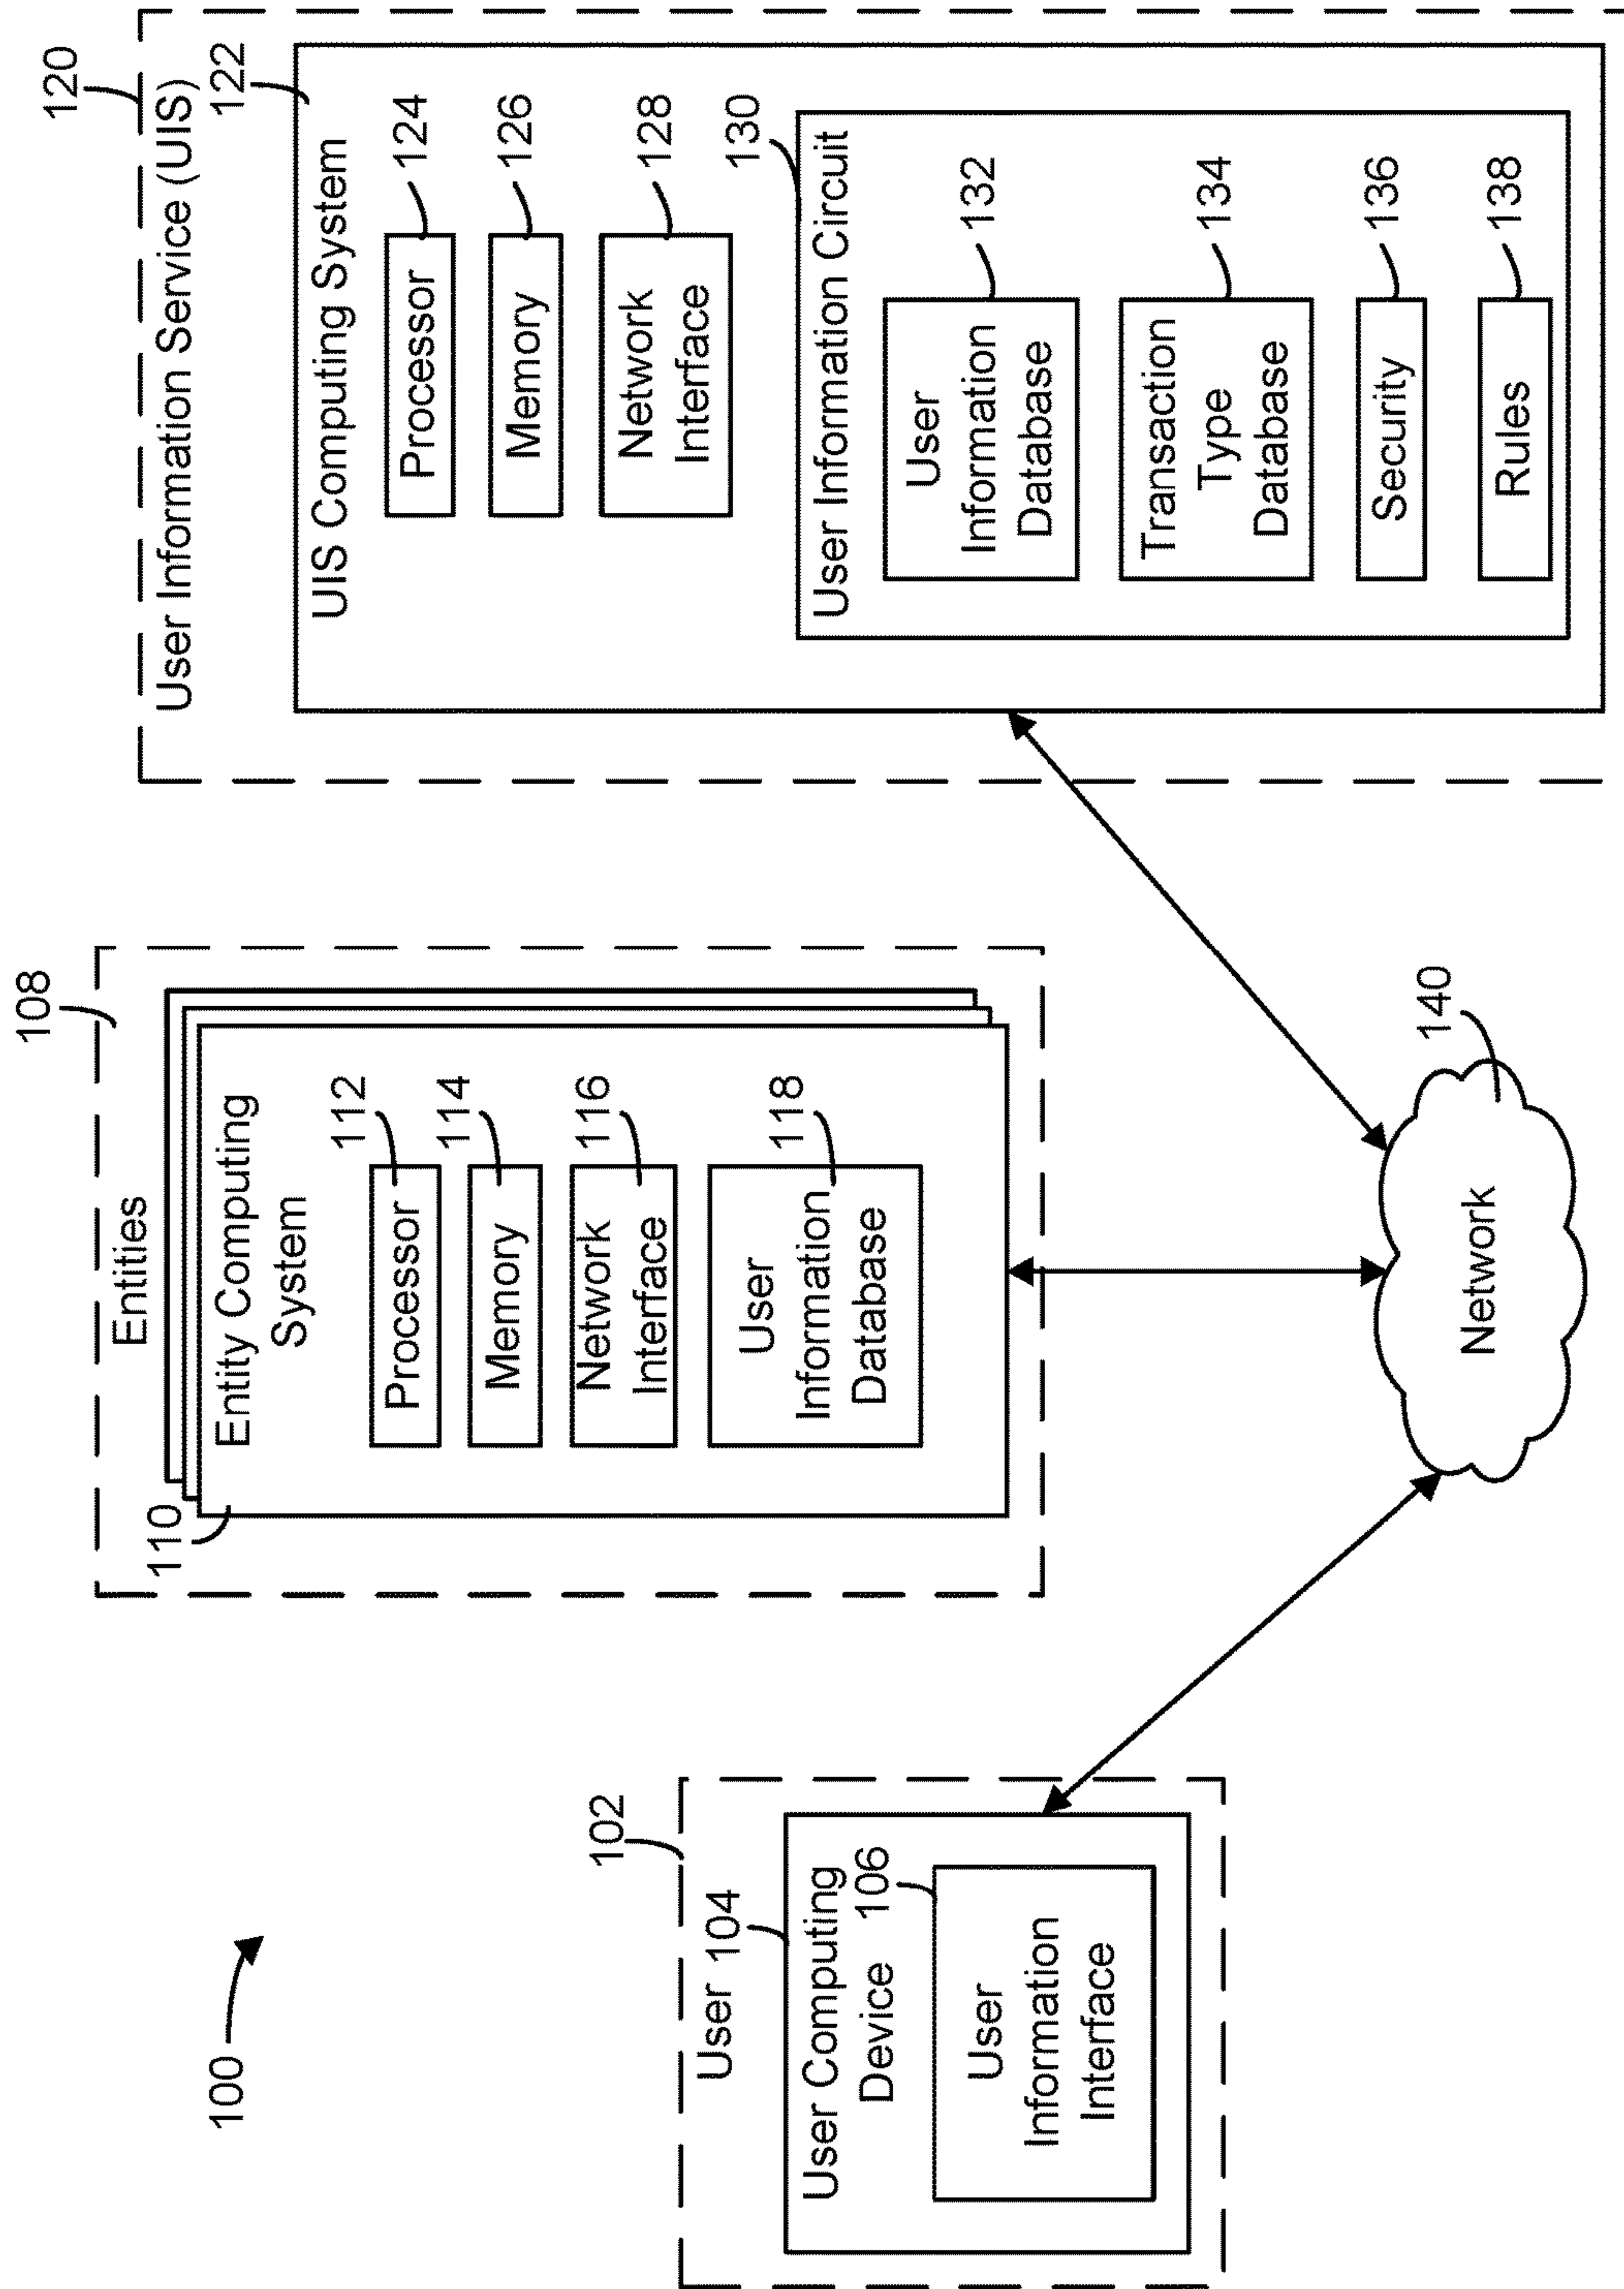 100
102
User
104
User Computing
Device
106
User
Information
Interface
108
Entities
110
Entity Computing
System
Processor
112
Memory
114
Network
Interface
116
User
Information
Database
118
120
User Information Service (UIS)
122
UIS Computing System
Processor
124
Memory
126
Network
Interface
128
130
User Information Circuit
User
Information
Database
132
Transaction
Type
Database
134
Security
136
Rules
138
Network
140